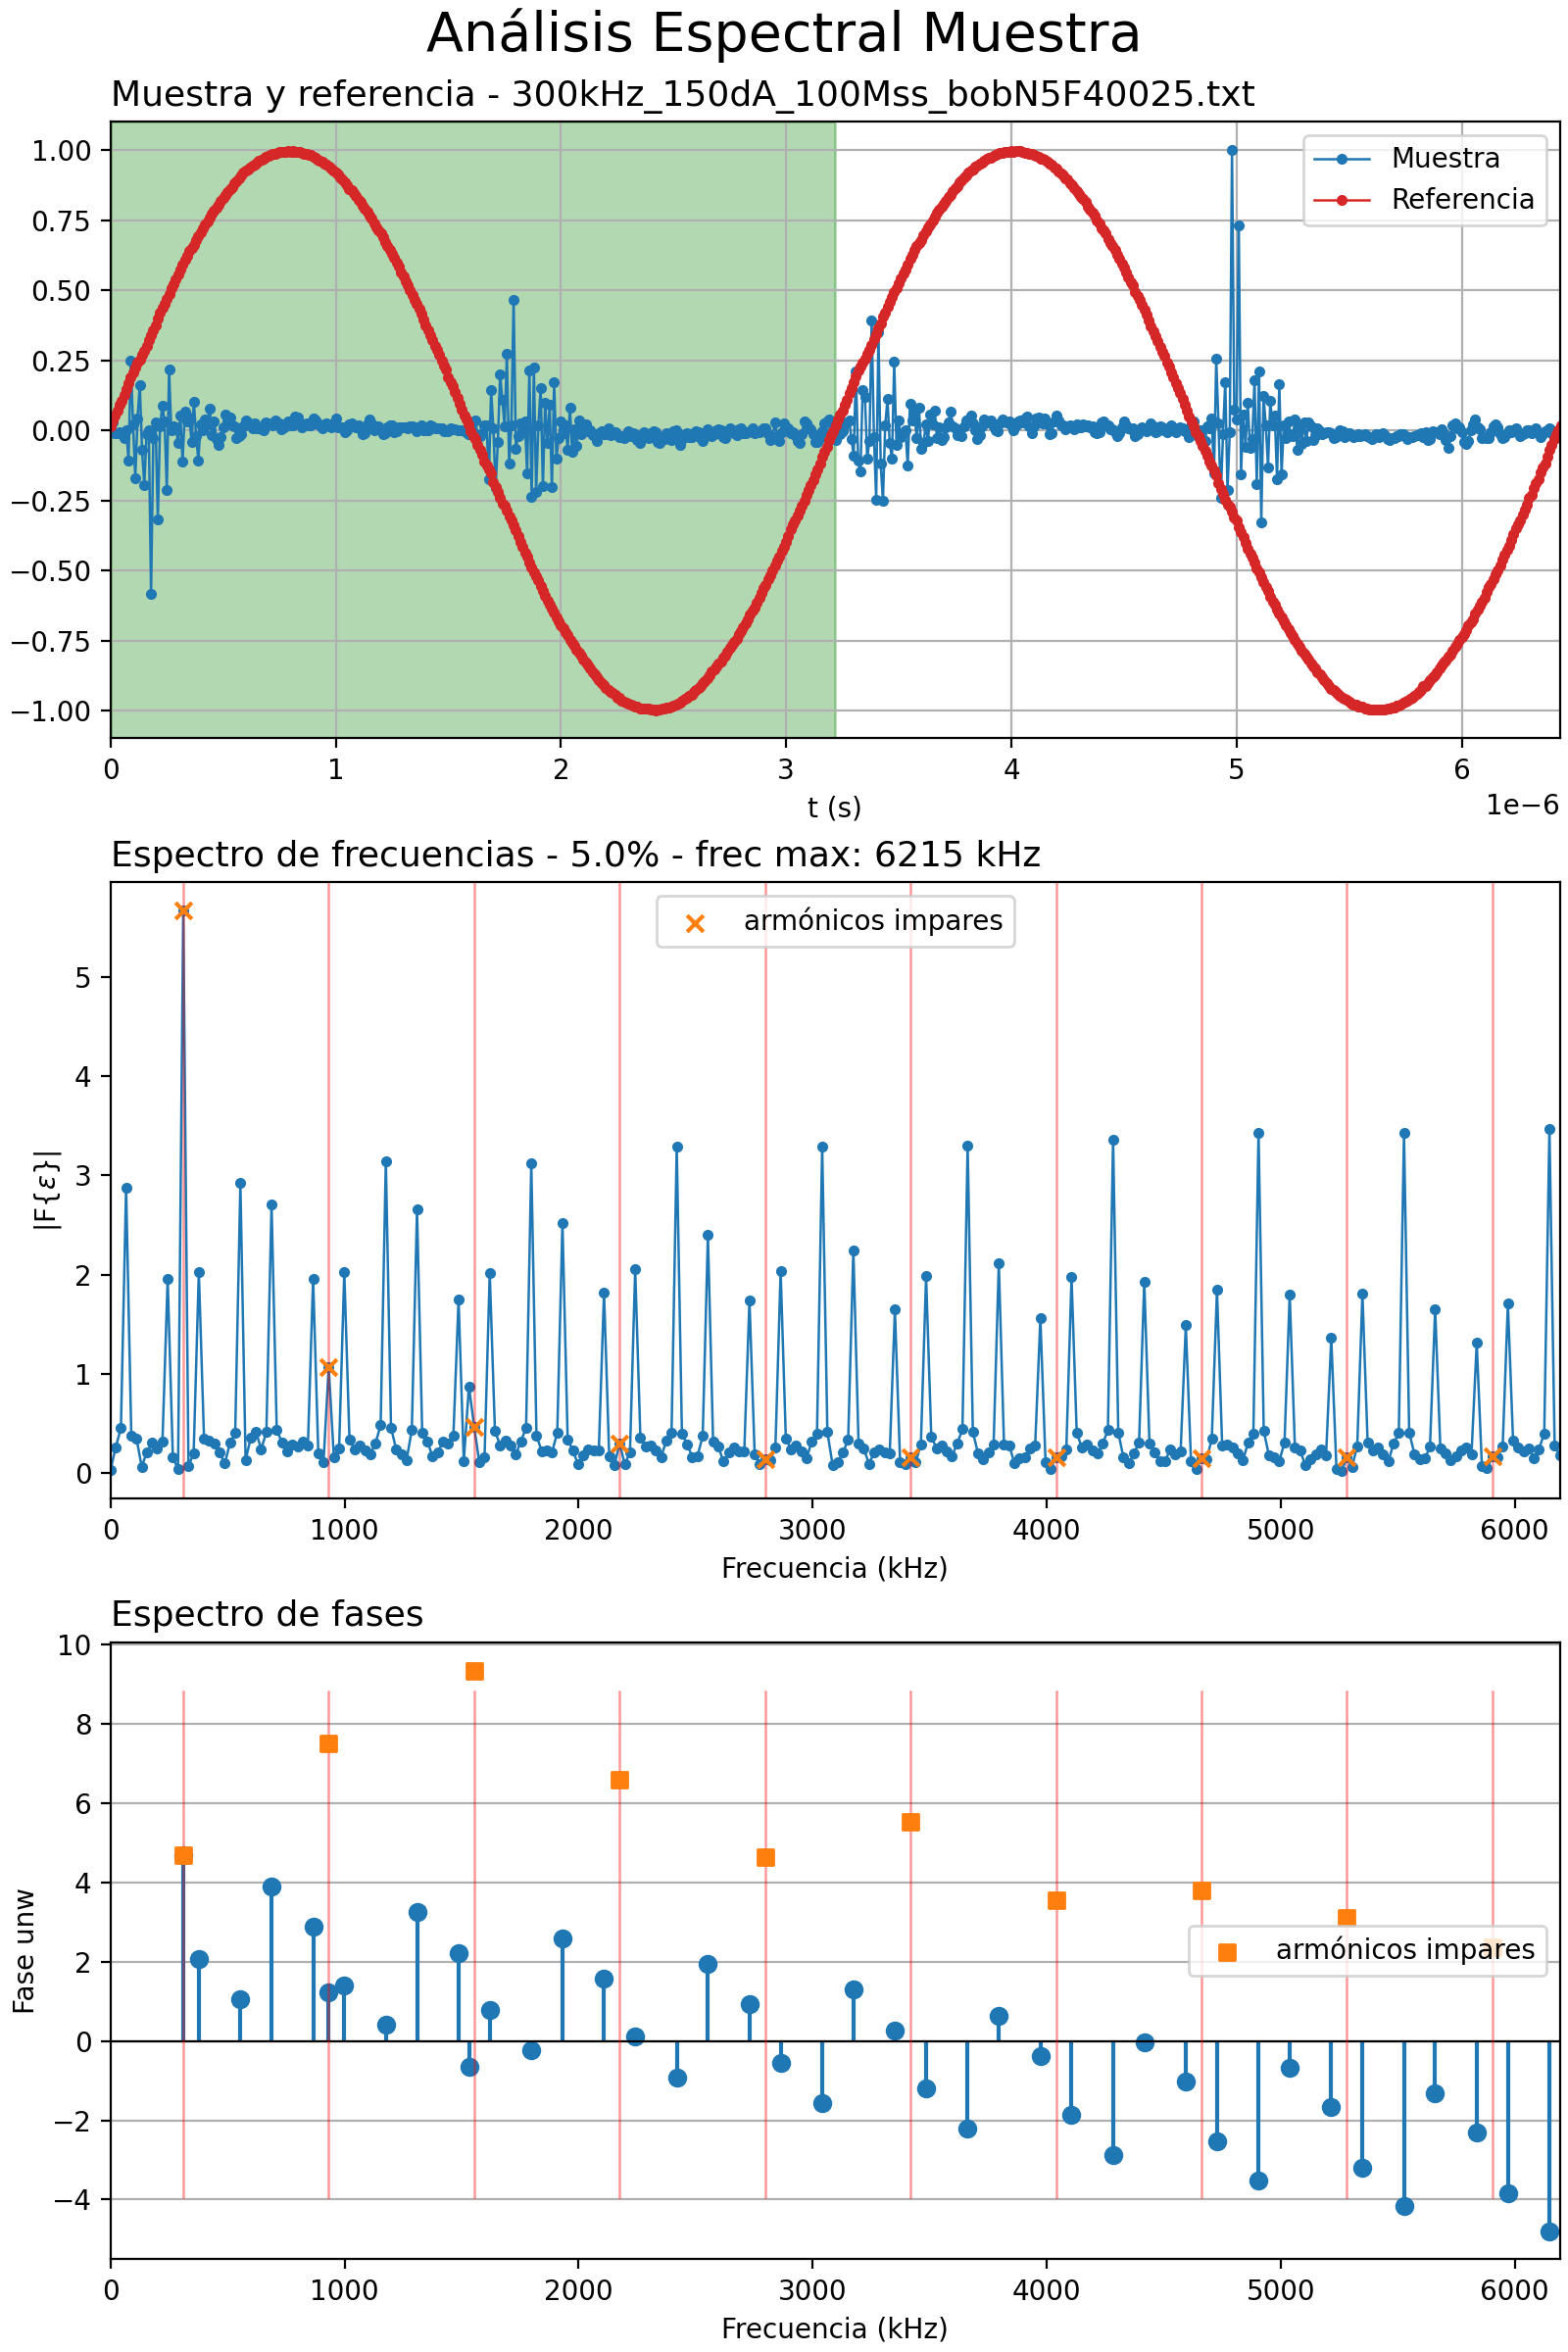 Análisis Espectral Muestra
Muestra y referencia - 300kHz_150dA_100Mss_bobN5F40025.txt
1.00
0.75
0.50
0.25
0.00
−0.25
−0.50
−0.75
−1.00
Muestra
Referencia
0 1 2 3 4 5 6
1e−6
t (s)
Espectro de frecuencias - 5.0% - frec max: 6215 kHz
armónicos impares
|F{ε}|
5
4
3
2
1
0
0 1000 2000 3000 4000 5000 6000
Frecuencia (kHz)
Espectro de fases
Fase unw
10
8
6
4
2
0
−2
−4
armónicos impares
0 1000 2000 3000 4000 5000 6000
Frecuencia (kHz)